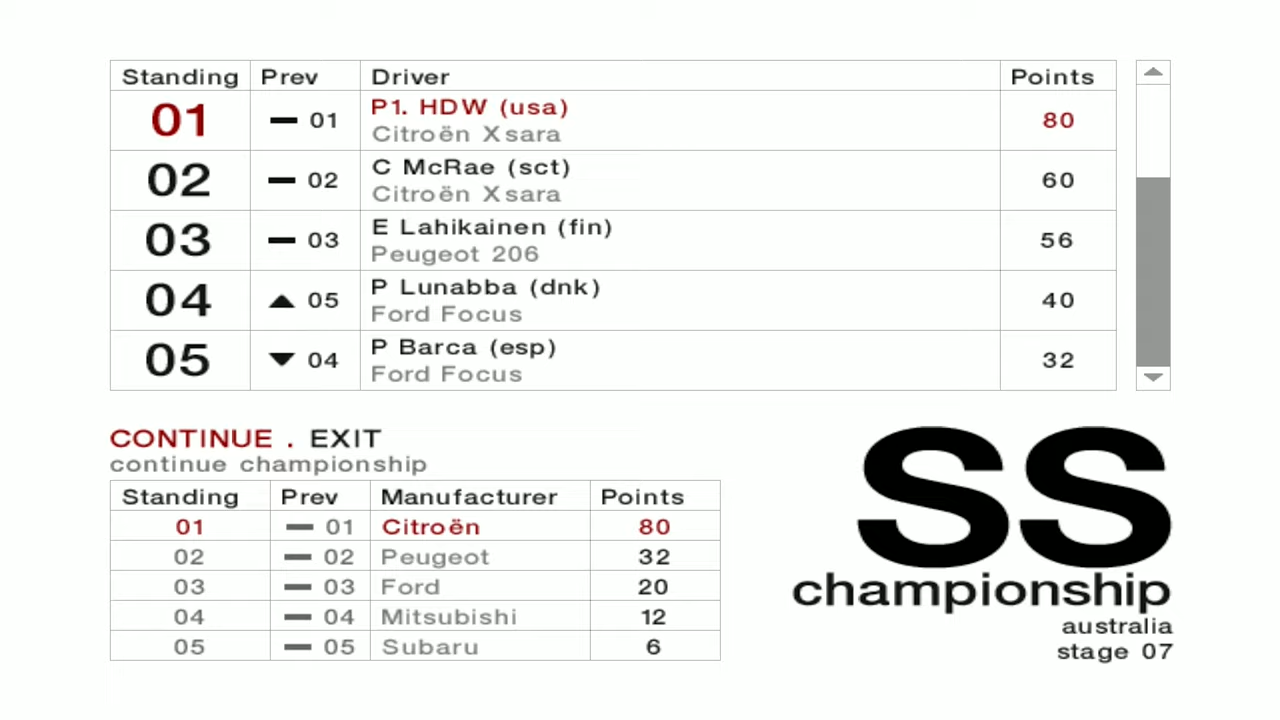 Standing Prev Driver Points
01 01 P1. HDW (usa) 80
Citroën Xsara
02 02 C McRae (sct) 60
Citroën Xsara
03 03 E Lahikainen (fin) 56
Peugeot 206
04 05 P Lunabba (dnk) 40
Ford Focus
05 04 P Barca (esp) 32
Ford Focus
CONTINUE . EXIT
continue championship
Standing Prev Manufacturer Points
01 01 Citroën 80
02 02 Peugeot 32
03 03 Ford 20
04 04 Mitsubishi 12
05 05 Subaru 6
SS
championship
australia
stage 07